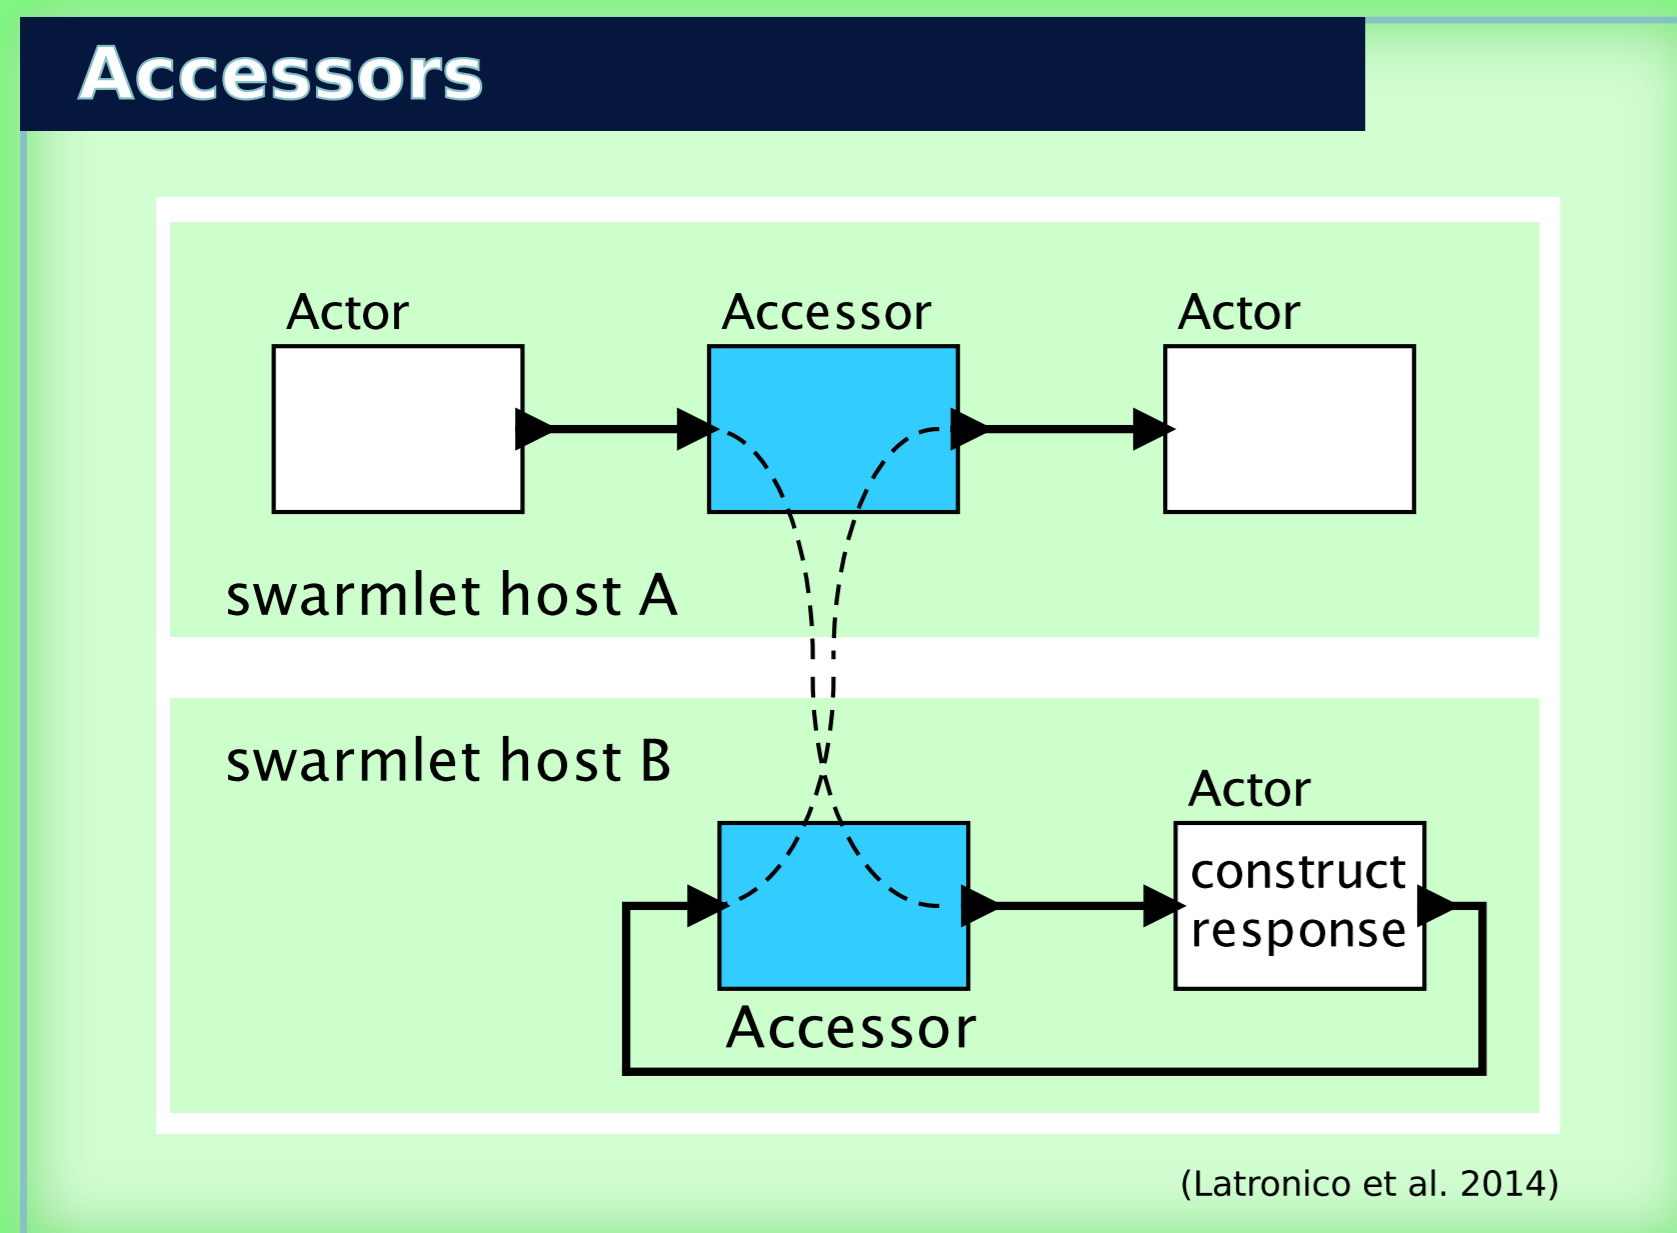 Accessors
Actor
Accessor
Actor
swarmlet host A
swarmlet host B
Actor
construct
response
Accessor
(Latronico et al. 2014)